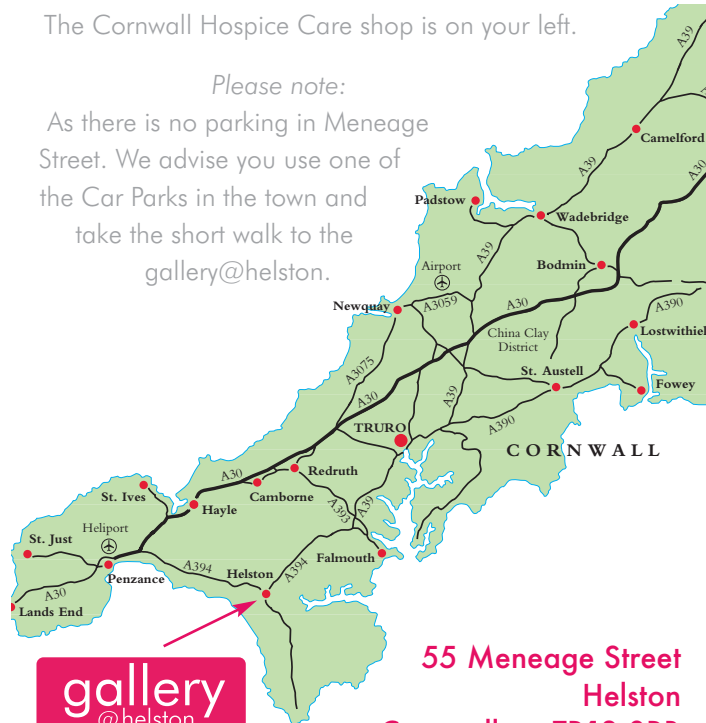 The Cornwall Hospice Care shop is on your left.
Please note:
As there is no parking in Meneage
Street. We advise you use one of
the Car Parks in the town and
take the short walk to the
gallery@helston.
A39
Camelford
A39
A30
Padstow
Wadebridge
A39
Airport
Bodmin
A3059
A30
A390
Newquay
China Clay
District
Lostwithiel
A3075
St. Austell
A30
A39
Fowey
TRURO
A390
CORNWALL
A30
Redruth
St. Ives
Camborne
Hayle
A393
A39
Heliport
St. Just
Falmouth
A394
Helston
A394
Penzance
A30
Lands End
gallery
@helston
55 Meneage Street
Helston